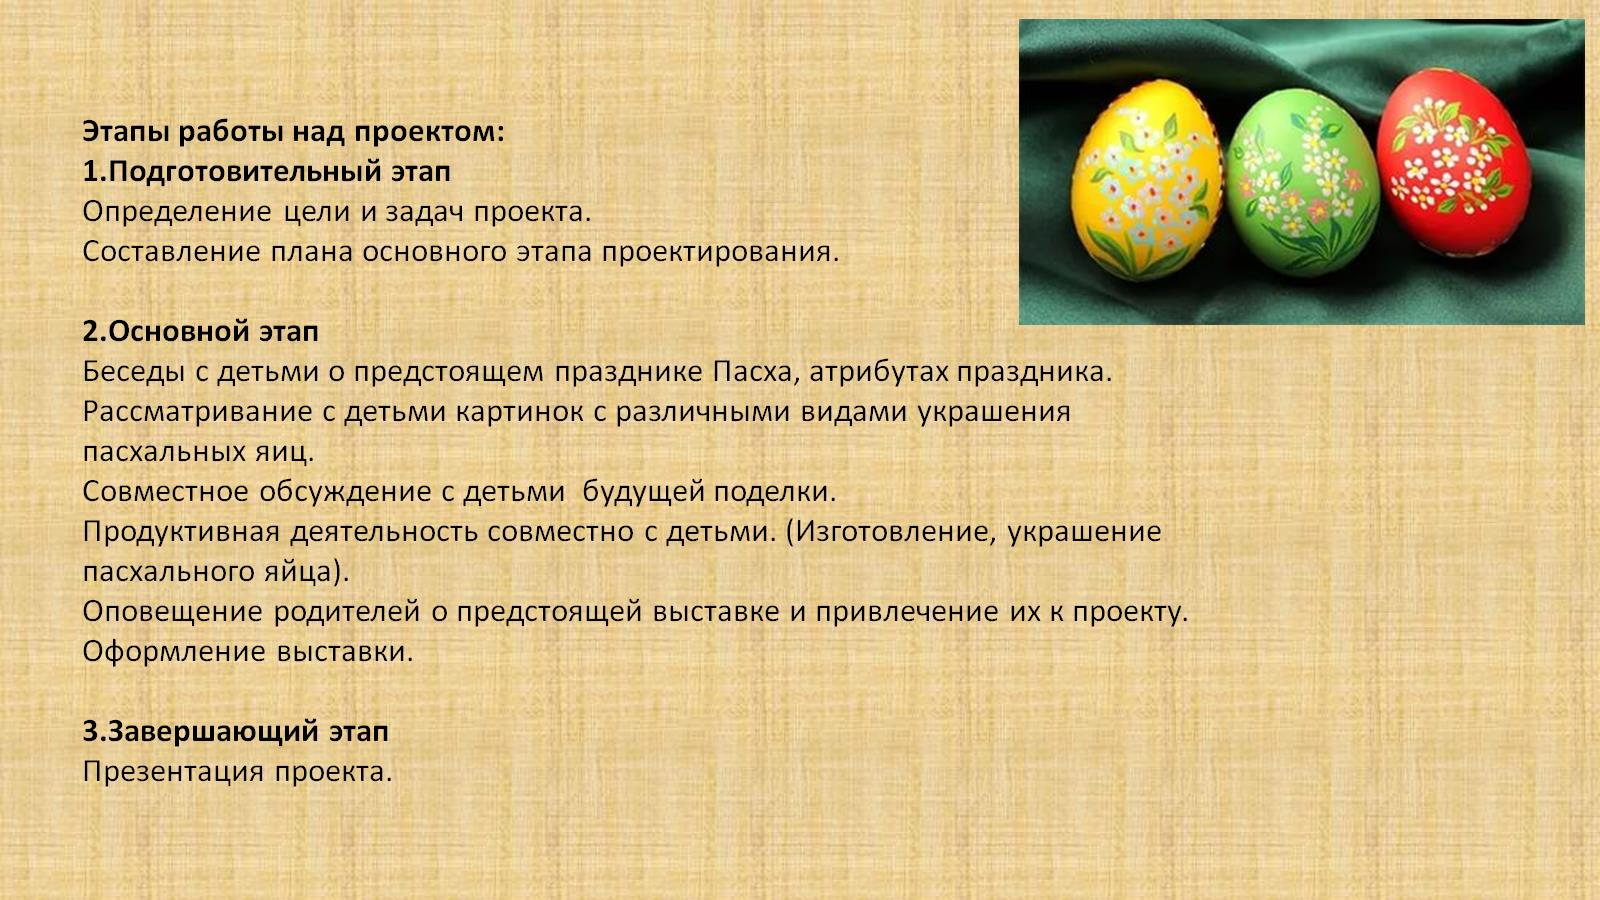 Этапы работы над проектом:
1.Подготовительный этап
Определение цели и задач проекта.
Составление плана основного этапа проектирования.
2.Основной этап
Беседы с детьми о предстоящем празднике Пасха, атрибутах праздника.
Рассматривание с детьми картинок с различными видами украшения
пасхальных яиц.
Совместное обсуждение с детьми  будущей поделки.
Продуктивная деятельность совместно с детьми. (Изготовление, украшение
пасхального яйца).
Оповещение родителей о предстоящей выставке и привлечение их к проекту.
Оформление выставки.
3.Завершающий этап
Презентация проекта.